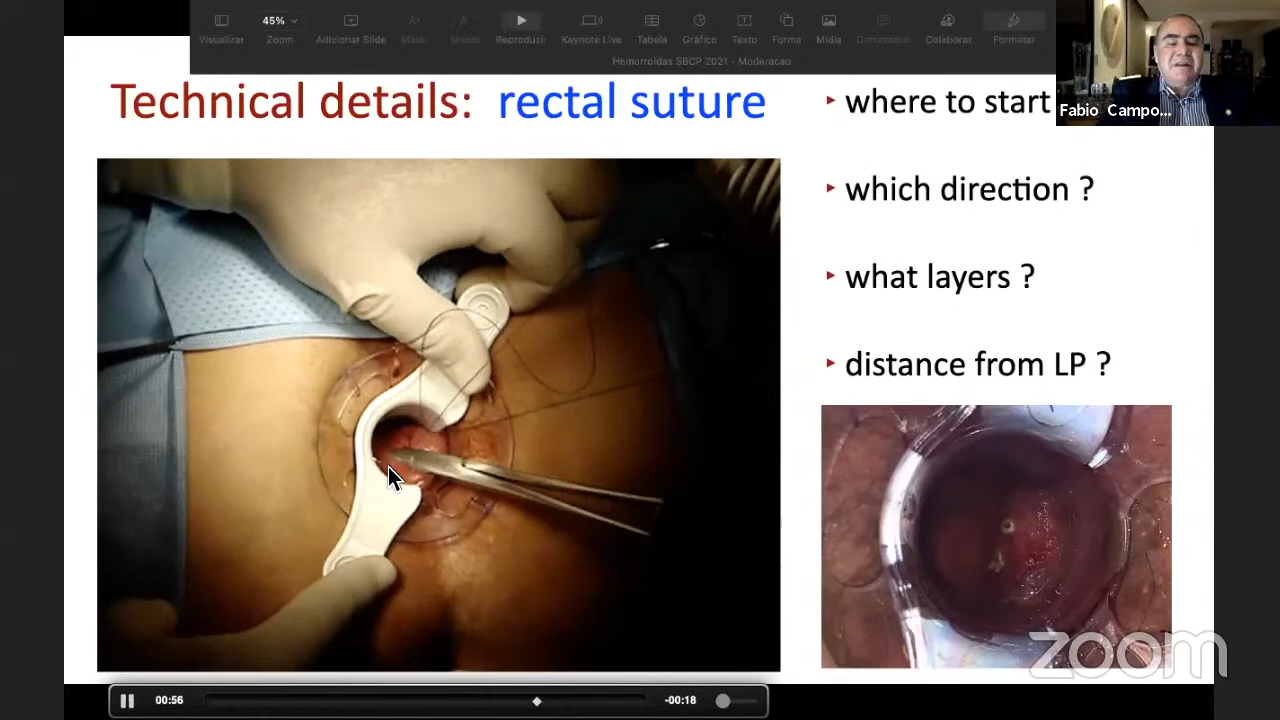 45%
Visualizar
Zoom
Adicionar Slide
Reproduzir
Keynote Live
Tabela
Gráfico
Texto
Forma
Mídia
Comentário
Colaborar
Formatar
Hemorroidas SBCP 2021 - Moderacao
Fabio Campo...
Technical details: rectal suture
‣ where to start
‣ which direction ?
‣ what layers ?
‣ distance from LP ?
zoom
00:56
-00:18